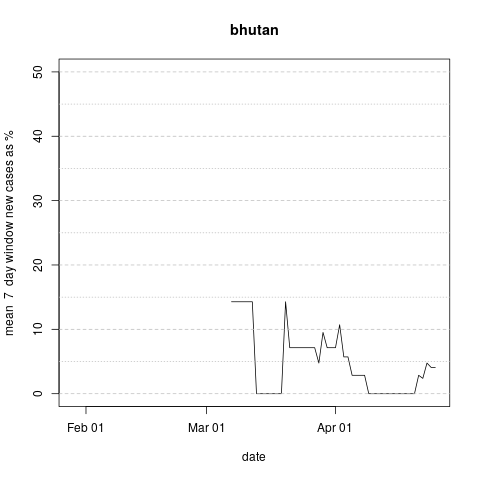 bhutan
mean 7 day window new cases as %
50
40
30
20
10
0
Feb 01
Mar 01
Apr 01
date